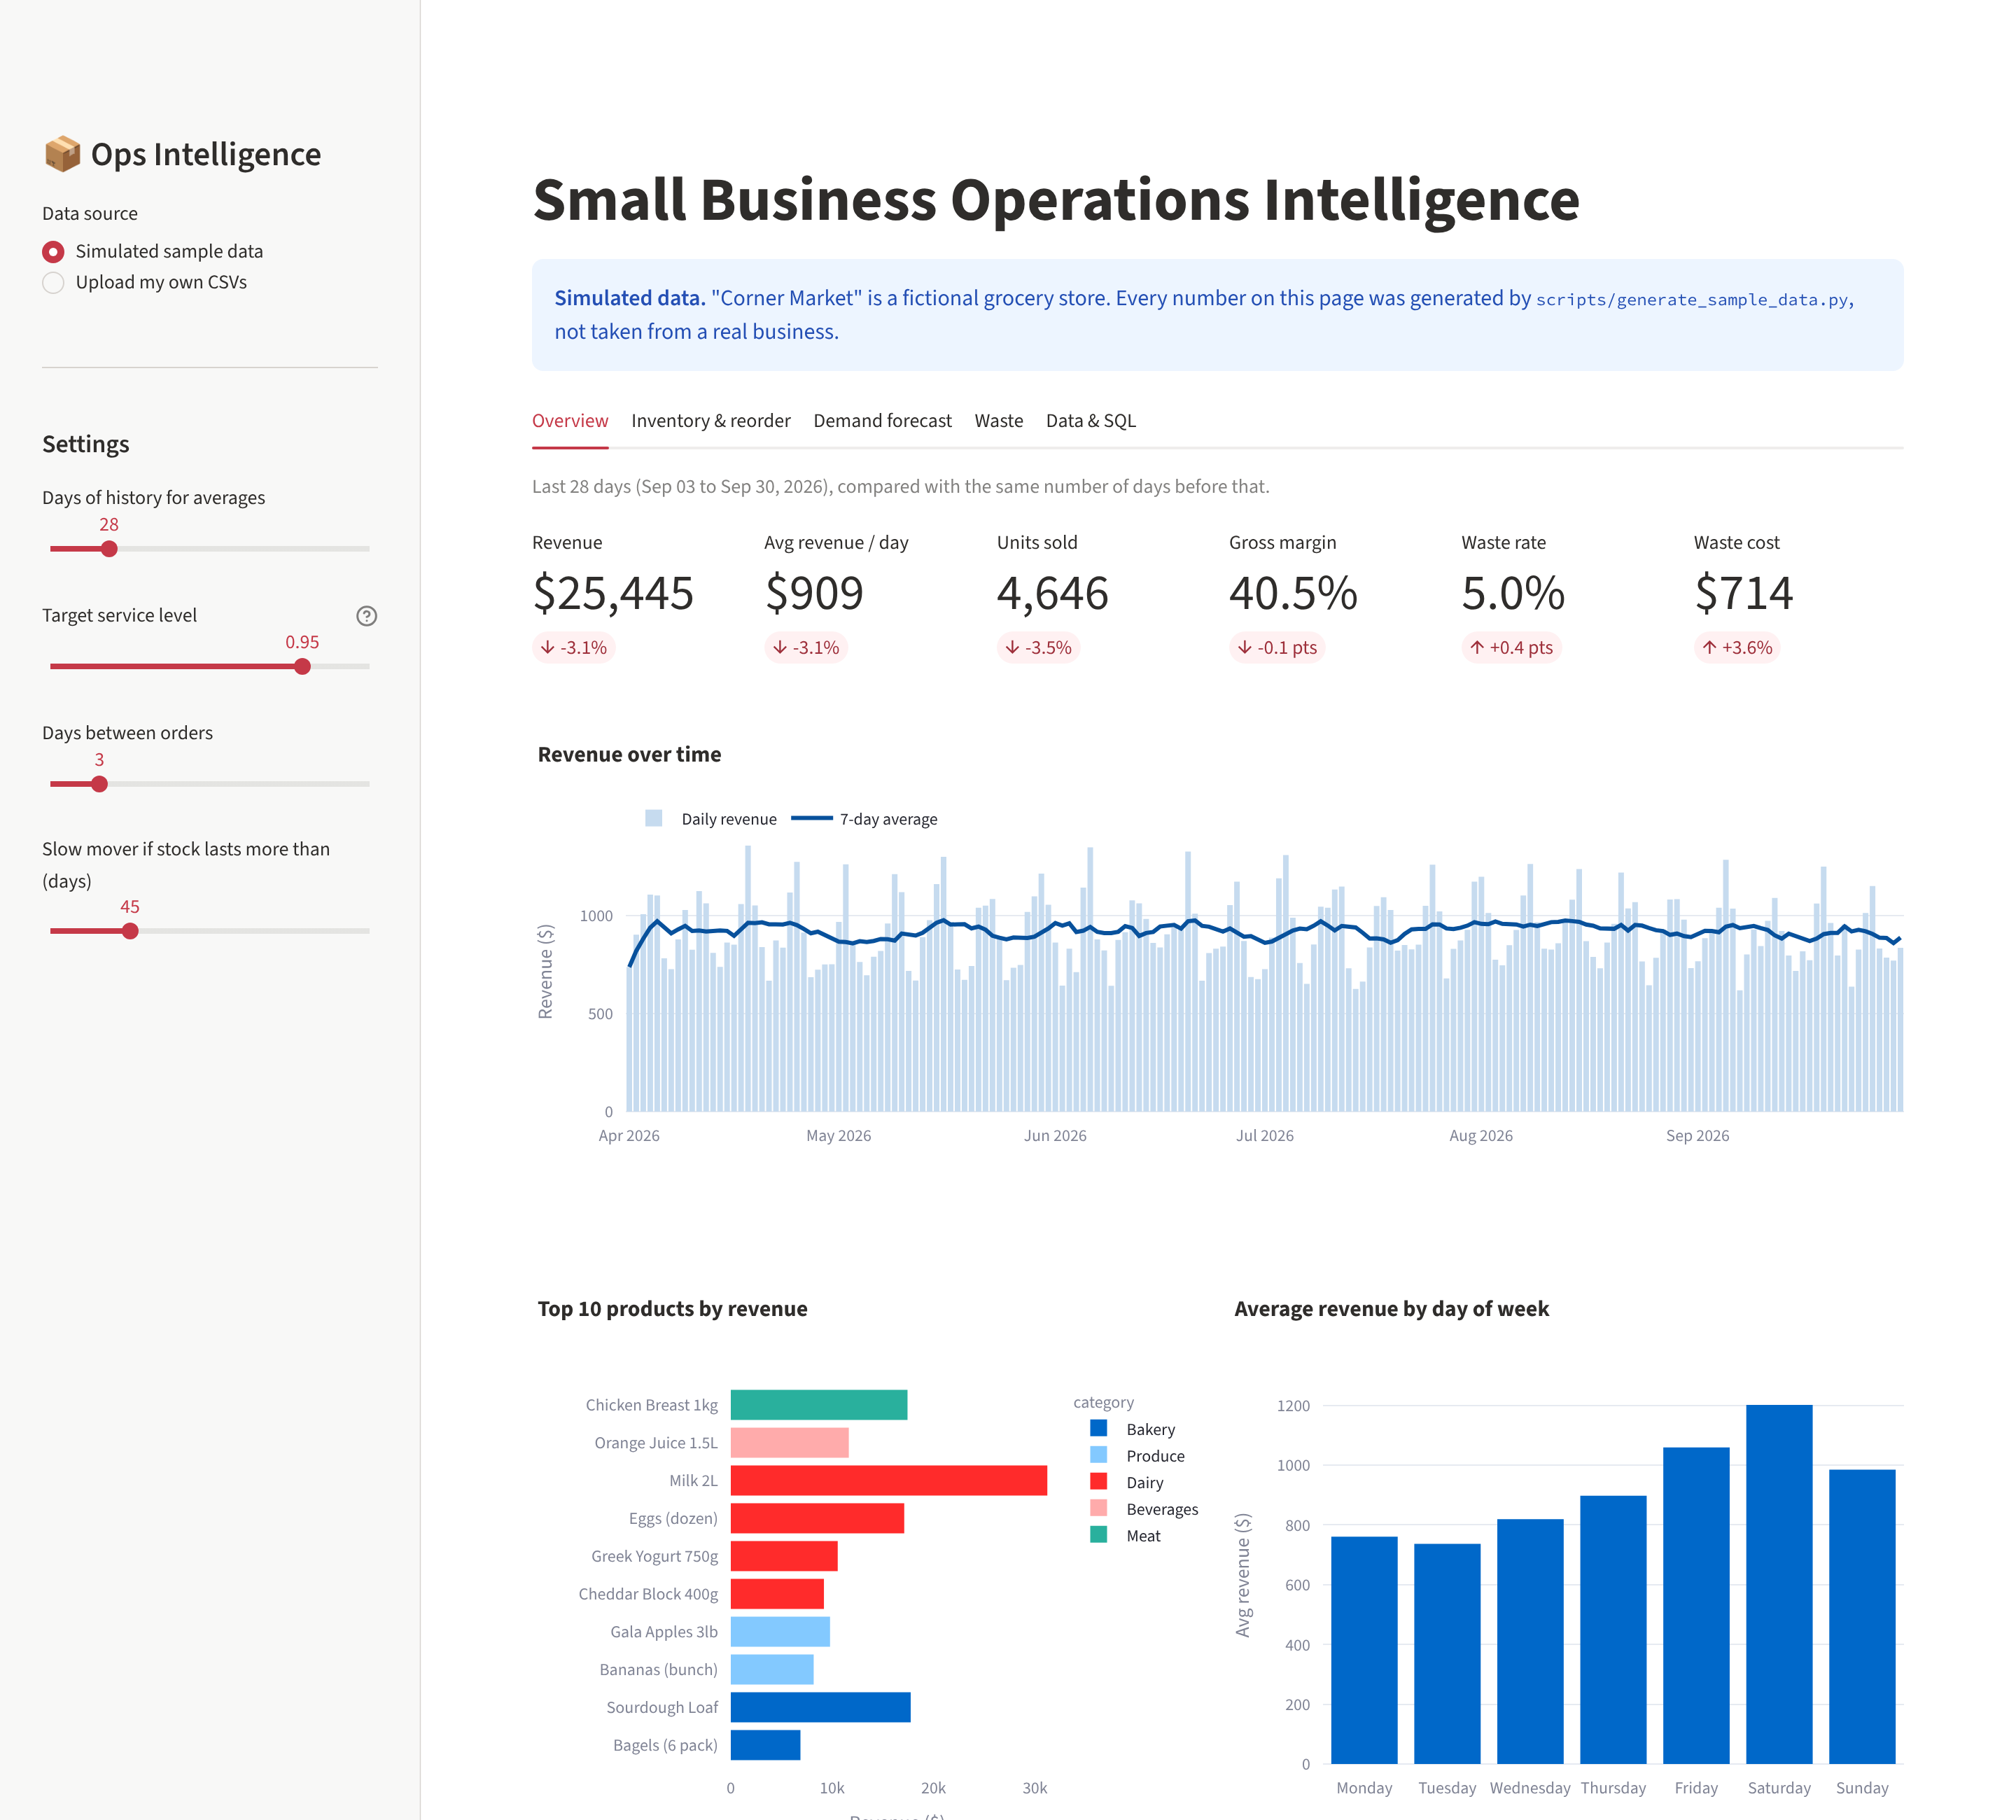 📦 Ops Intelligence
Data source
Simulated sample data
Upload my own CSVs
Settings
Days of history for averages
28
Target service level
0.95
Days between orders
3
Slow mover if stock lasts more than
(days)
45
Small Business Operations Intelligence
Simulated data. "Corner Market" is a fictional grocery store. Every number on this page was generated by scripts/generate_sample_data.py,
not taken from a real business.
Overview Inventory & reorder Demand forecast Waste Data & SQL
Last 28 days (Sep 03 to Sep 30, 2026), compared with the same number of days before that.
Revenue Avg revenue / day Units sold Gross margin Waste rate Waste cost
$25,445 $909 4,646 40.5% 5.0% $714
↓ -3.1% ↓ -3.1% ↓ -3.5% ↓ -0.1 pts ↑ +0.4 pts ↑ +3.6%
Revenue over time
Daily revenue 7-day average
Revenue ($)
1000
500
0
Apr 2026 May 2026 Jun 2026 Jul 2026 Aug 2026 Sep 2026
Top 10 products by revenue
Chicken Breast 1kg
Orange Juice 1.5L
Milk 2L
Eggs (dozen)
Greek Yogurt 750g
Cheddar Block 400g
Gala Apples 3lb
Bananas (bunch)
Sourdough Loaf
Bagels (6 pack)
0 10k 20k 30k
Revenue ($)
category
Bakery
Produce
Dairy
Beverages
Meat
Average revenue by day of week
Avg revenue ($)
1200
1000
800
600
400
200
0
Monday Tuesday Wednesday Thursday Friday Saturday Sunday